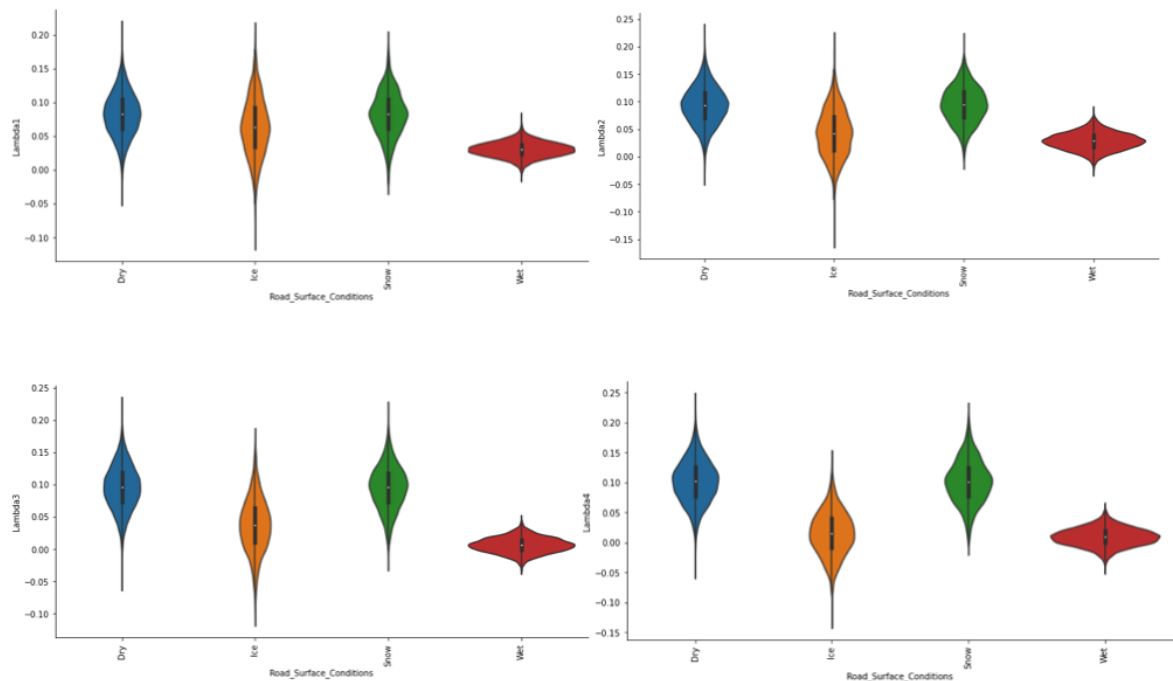 0.20
0.15
0.10
0.05
0.00
−0.05
−0.10
Lambda1
Dry
Ice
Snow
Wet
Road_Surface_Conditions
0.25
0.20
0.15
0.10
0.05
0.00
−0.05
−0.10
−0.15
Lambda2
Dry
Ice
Snow
Wet
Road_Surface_Conditions
0.25
0.20
0.15
0.10
0.05
0.00
−0.05
−0.10
Lambda3
Dry
Ice
Snow
Wet
Road_Surface_Conditions
0.25
0.20
0.15
0.10
0.05
0.00
−0.05
−0.10
−0.15
Lambda4
Dry
Ice
Snow
Wet
Road_Surface_Conditions